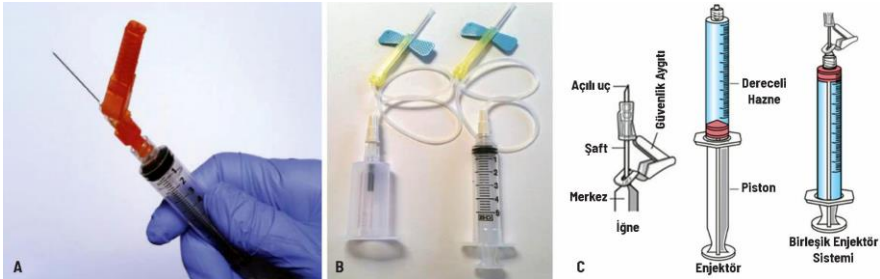 A
B
C
Açılı uç
Güvenlik Aygıtı
Şaft
Merkez
İğne
Dereceli
Hazne
Piston
Enjektör
Birleşik Enjektör
Sistemi